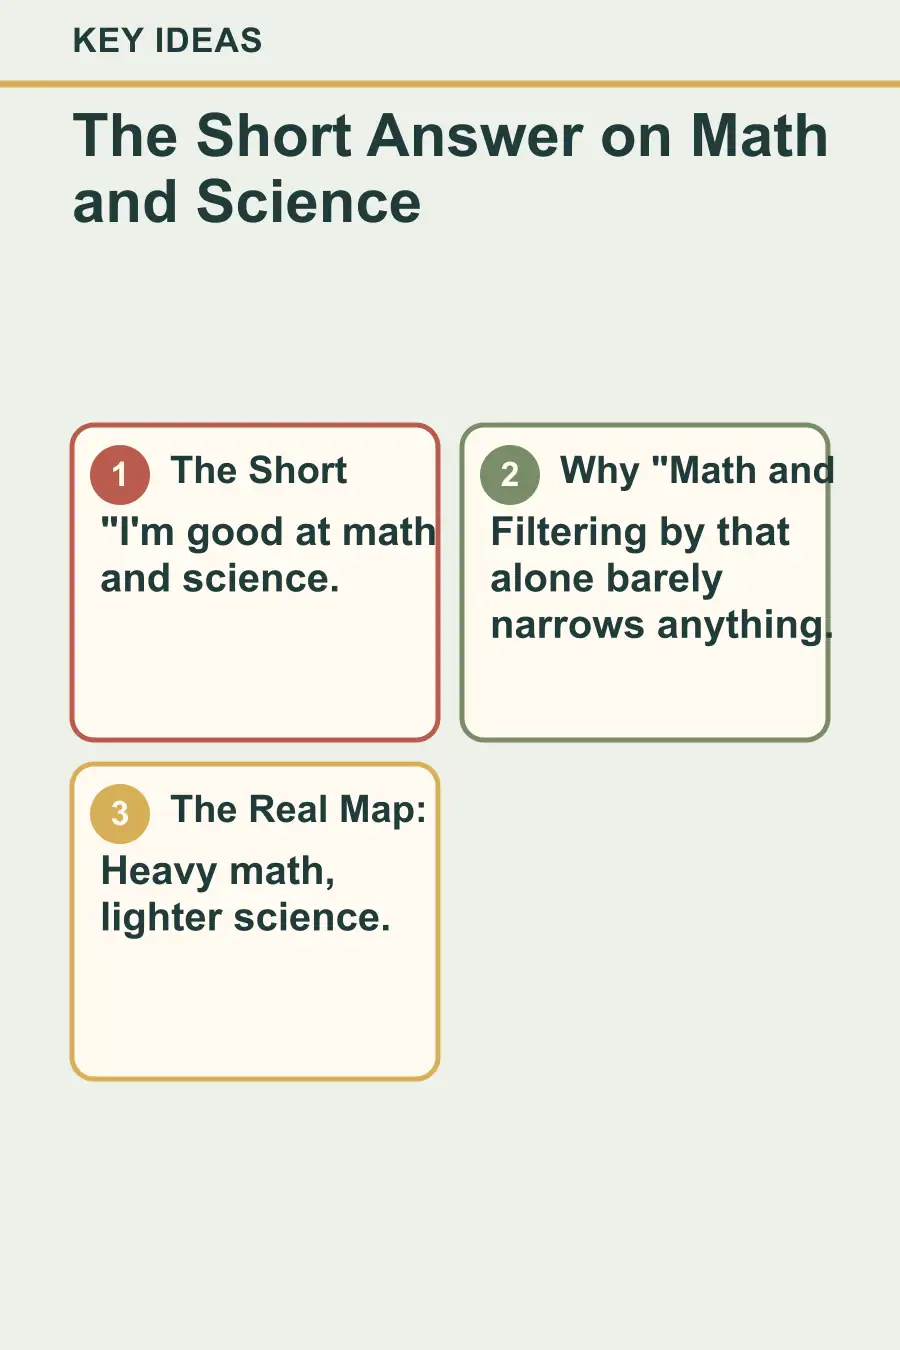 KEY IDEAS
The Short Answer on Math
and Science
1
The Short
"I'm good at math
and science.
2
Why "Math and
Filtering by that
alone barely
narrows anything.
3
The Real Map:
Heavy math,
lighter science.